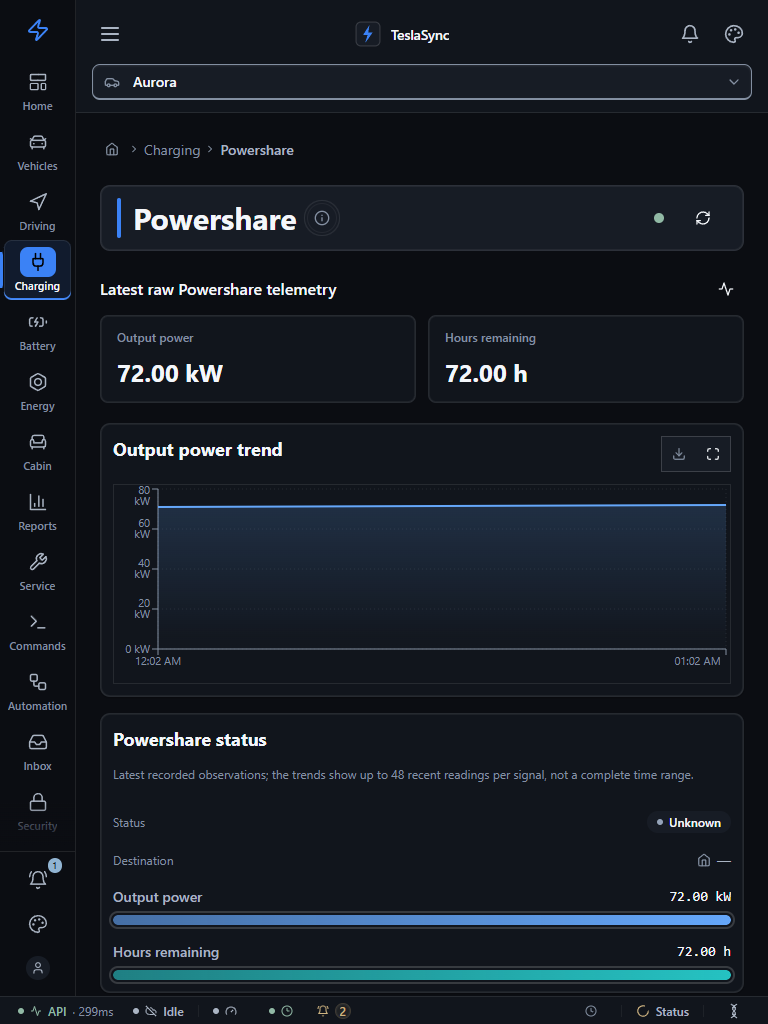 TeslaSync
Aurora
Home
Vehicles
Driving
Charging
Battery
Energy
Cabin
Reports
Service
Commands
Automation
Inbox
Security
1
Charging
Powershare
Powershare
Latest raw Powershare telemetry
Output power
72.00 kW
Hours remaining
72.00 h
Output power trend
80
kW
60
kW
40
kW
20
kW
0 kW
12:02 AM
01:02 AM
Powershare status
Latest recorded observations; the trends show up to 48 recent readings per signal, not a complete time range.
Status
Unknown
Destination
—
Output power
72.00 kW
Hours remaining
72.00 h
API · 299ms
Idle
2
Status